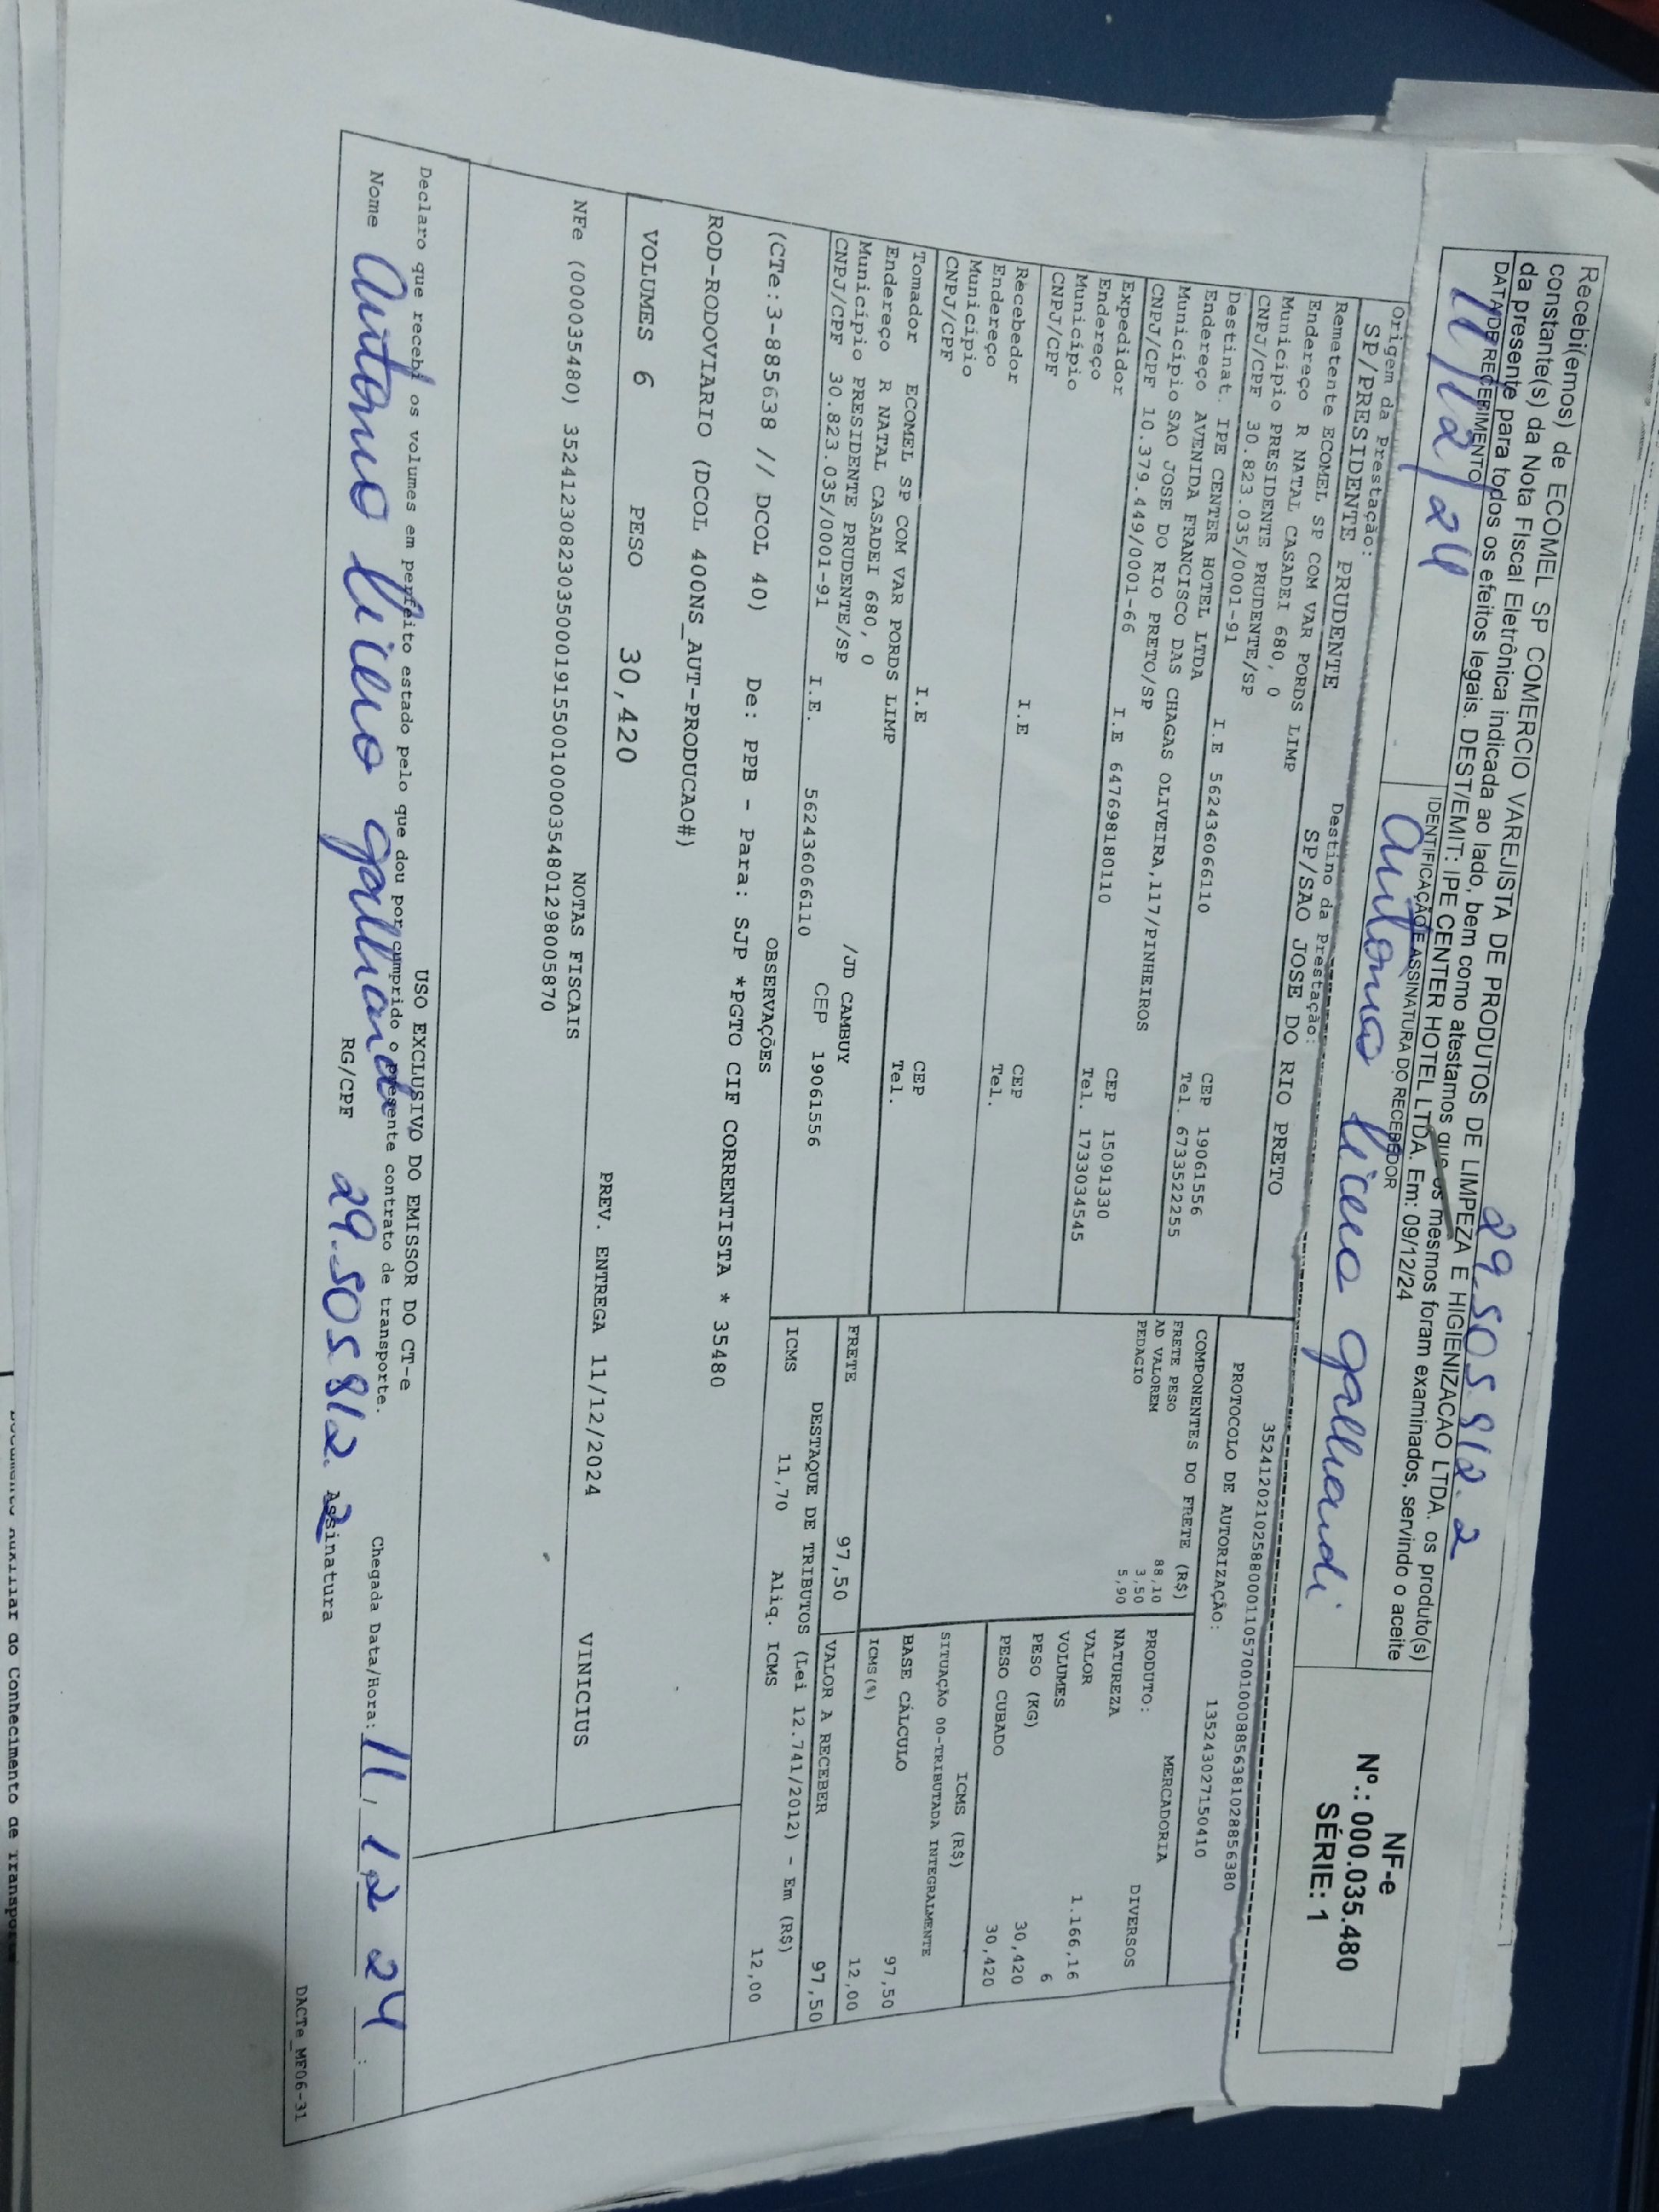 29.505.812.2
Recebi(emos) de ECOMEL SP COMERCIO VAREJISTA DE PRODUTOS DE LIMPEZA E HIGIENIZACAO LTDA. os produto(s)
constante(s) da Nota Fiscal Eletrônica indicada ao lado, bem como atestamos que os mesmos foram examinados, servindo o aceite
da presente para todos os efeitos legais. DEST/EMIT: IPE CENTER HOTEL LTDA. Em: 09/12/24
DATA DE RECEBIMENTO
11/12/24
IDENTIFICAÇÃO E ASSINATURA DO RECEBEDOR
Antonio
NF-e
Nº.: 000.035.480
SÉRIE: 1
Origem da Prestação:
SP/PRESIDENTE PRUDENTE
Destino da Prestação:
SP/SAO JOSE DO RIO PRETO
35241202102588000110570010008856381028856380
PROTOCOLO DE AUTORIZAÇÃO: 135243027150410
Remetente ECOMEL SP COM VAR PORDS LIMP
Endereço R NATAL CASADEI 680, 0
Município PRESIDENTE PRUDENTE/SP CEP 19061556
CNPJ/CPF 30.823.035/0001-91 I.E 562436066110 Tel. 6733522255
Destinat. IPE CENTER HOTEL LTDA
Endereço AVENIDA FRANCISCO DAS CHAGAS OLIVEIRA,117/PINHEIROS
Município SAO JOSE DO RIO PRETO/SP CEP 15091330
CNPJ/CPF 10.379.449/0001-66 I.E 647698180110 Tel. 1733034545
Expedidor
Endereço
Município CEP
CNPJ/CPF I.E Tel.
Recebedor
Endereço
Município CEP
CNPJ/CPF I.E Tel.
Tomador ECOMEL SP COM VAR PORDS LIMP
Endereço R NATAL CASADEI 680, 0 /JD CAMBUY
Município PRESIDENTE PRUDENTE/SP
CNPJ/CPF 30.823.035/0001-91 I.E. 562436066110 CEP 19061556
COMPONENTES DO FRETE (R$)
FRETE PESO 88,10
AD VALOREM 3,50
PEDAGIO 5,90
MERCADORIA
PRODUTO:
NATUREZA DIVERSOS
VALOR 1.166,16
VOLUMES 6
PESO (KG) 30,420
PESO CUBADO 30,420
ICMS (R$)
SITUAÇÃO 00-TRIBUTADA INTEGRALMENTE
BASE CÁLCULO 97,50
ICMS(%) 12,00
FRETE 97,50
VALOR A RECEBER 97,50
DESTAQUE DE TRIBUTOS (Lei 12.741/2012) - Em (R$)
ICMS 11,70 Aliq. ICMS 12,00
OBSERVAÇÕES
(CTe:3-885638 // DCOL 40) De: PPB - Para: SJP *PGTO CIF CORRENTISTA * 35480
ROD-RODOVIARIO (DCOL 400NS_AUT-PRODUCAO#)
VOLUMES 6 PESO 30,420 PREV. ENTREGA 11/12/2024 VINICIUS
NOTAS FISCAIS
NFe (000035480) 35241230823035000191550010000354801298005870
USO EXCLUSIVO DO EMISSOR DO CT-e
Declaro que recebi os volumes em perfeito estado pelo que dou por cumprido o presente contrato de transporte.
Chegada Data/Hora: 11/12 24 :
Nome Antonio
RG/CPF 29.505812.2 Assinatura
DACTe_MF06-31